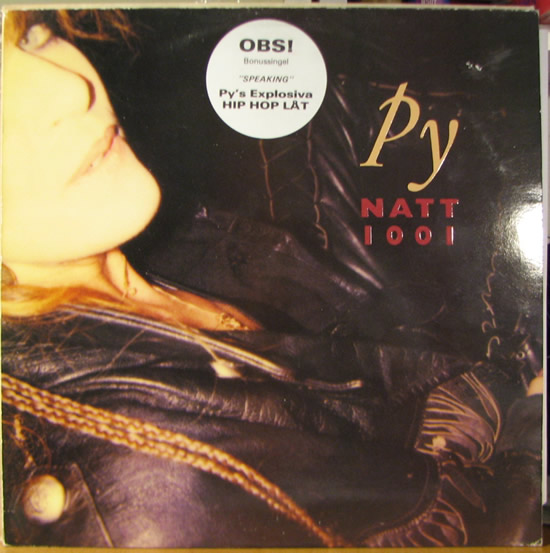 OBS!
Bonussingel
"SPEAKING"
Py's Explosiva
HIP HOP LÅT
Py
NATT
1001